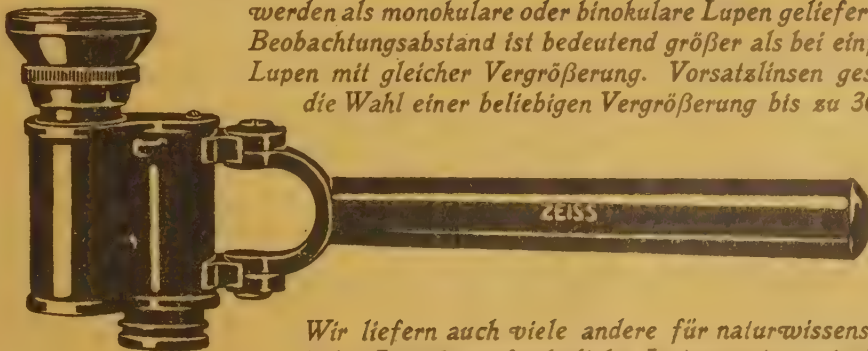 werden als monokulare oder binokulare Lupen geliefer
Beobachtungsabstand ist bedeutend größer als bei ein
Lupen mit gleicher Vergrößerung. Vorsatzlinsen ges
die Wahl einer beliebigen Vergrößerung bis zu 3
ZEISS
Wir liefern auch viele andere für naturwissens